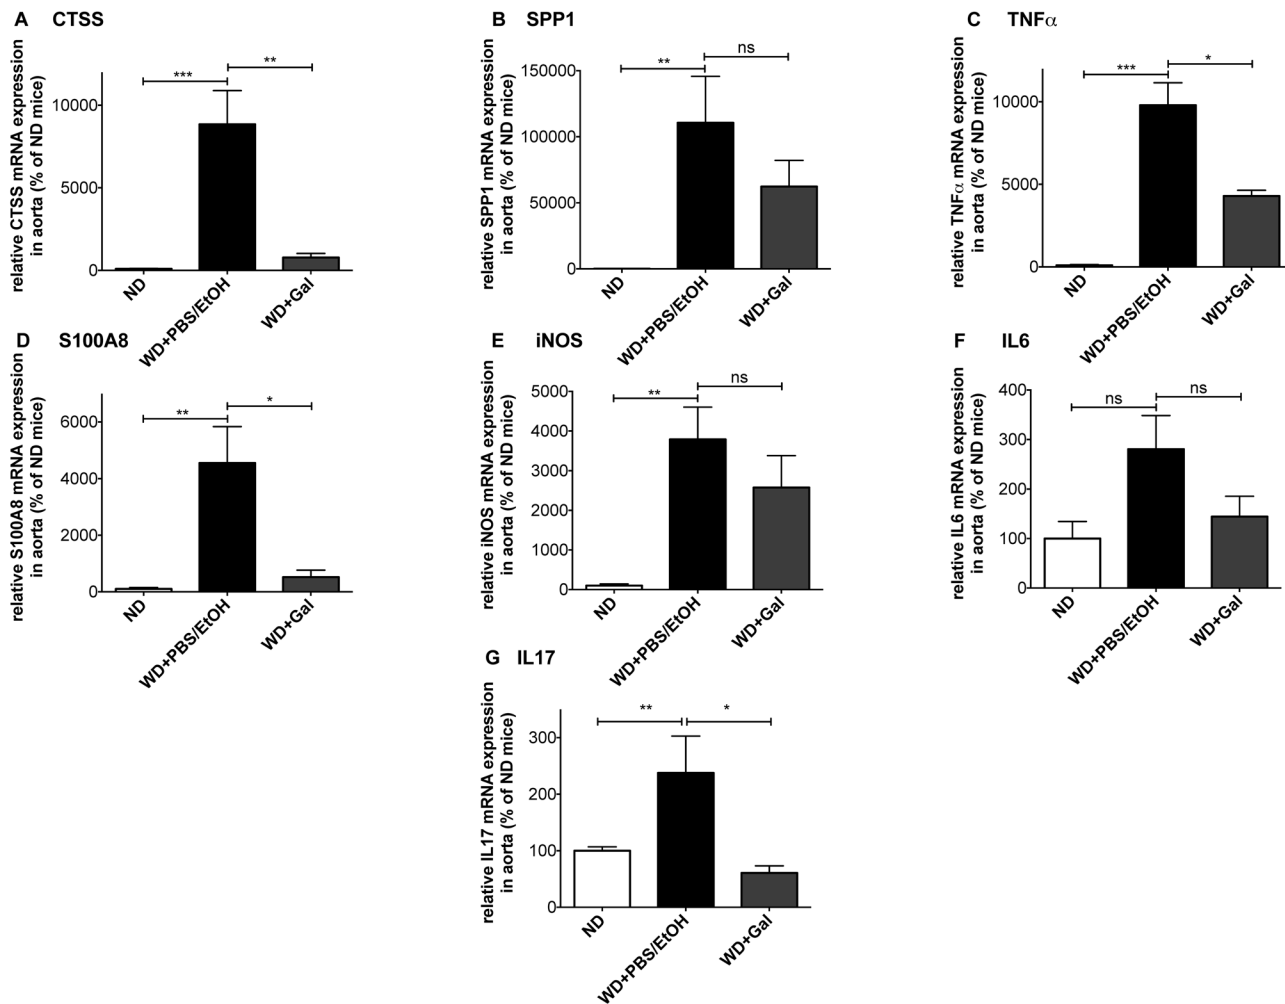 A CTSS
relative CTSS mRNA expression
in aorta (% of ND mice)
10000
5000
0
***
**
ND
WD+PBS/EtOH
WD+Gal
B SPP1
relative SPP1 mRNA expression
in aorta (% of ND mice)
150000
100000
50000
0
**
ns
ND
WD+PBS/EtOH
WD+Gal
C TNFα
relative TNFα mRNA expression
in aorta (% of ND mice)
10000
5000
0
***
*
ND
WD+PBS/EtOH
WD+Gal
D S100A8
relative S100A8 mRNA expression
in aorta (% of ND mice)
6000
4000
2000
0
**
*
ND
WD+PBS/EtOH
WD+Gal
E iNOS
relative iNOS mRNA expression
in aorta (% of ND mice)
5000
4000
3000
2000
1000
0
**
ns
ND
WD+PBS/EtOH
WD+Gal
F IL6
relative IL6 mRNA expression
in aorta (% of ND mice)
400
300
200
100
0
ns
ns
ND
WD+PBS/EtOH
WD+Gal
G IL17
relative IL17 mRNA expression
in aorta (% of ND mice)
300
200
100
0
**
*
ND
WD+PBS/EtOH
WD+Gal